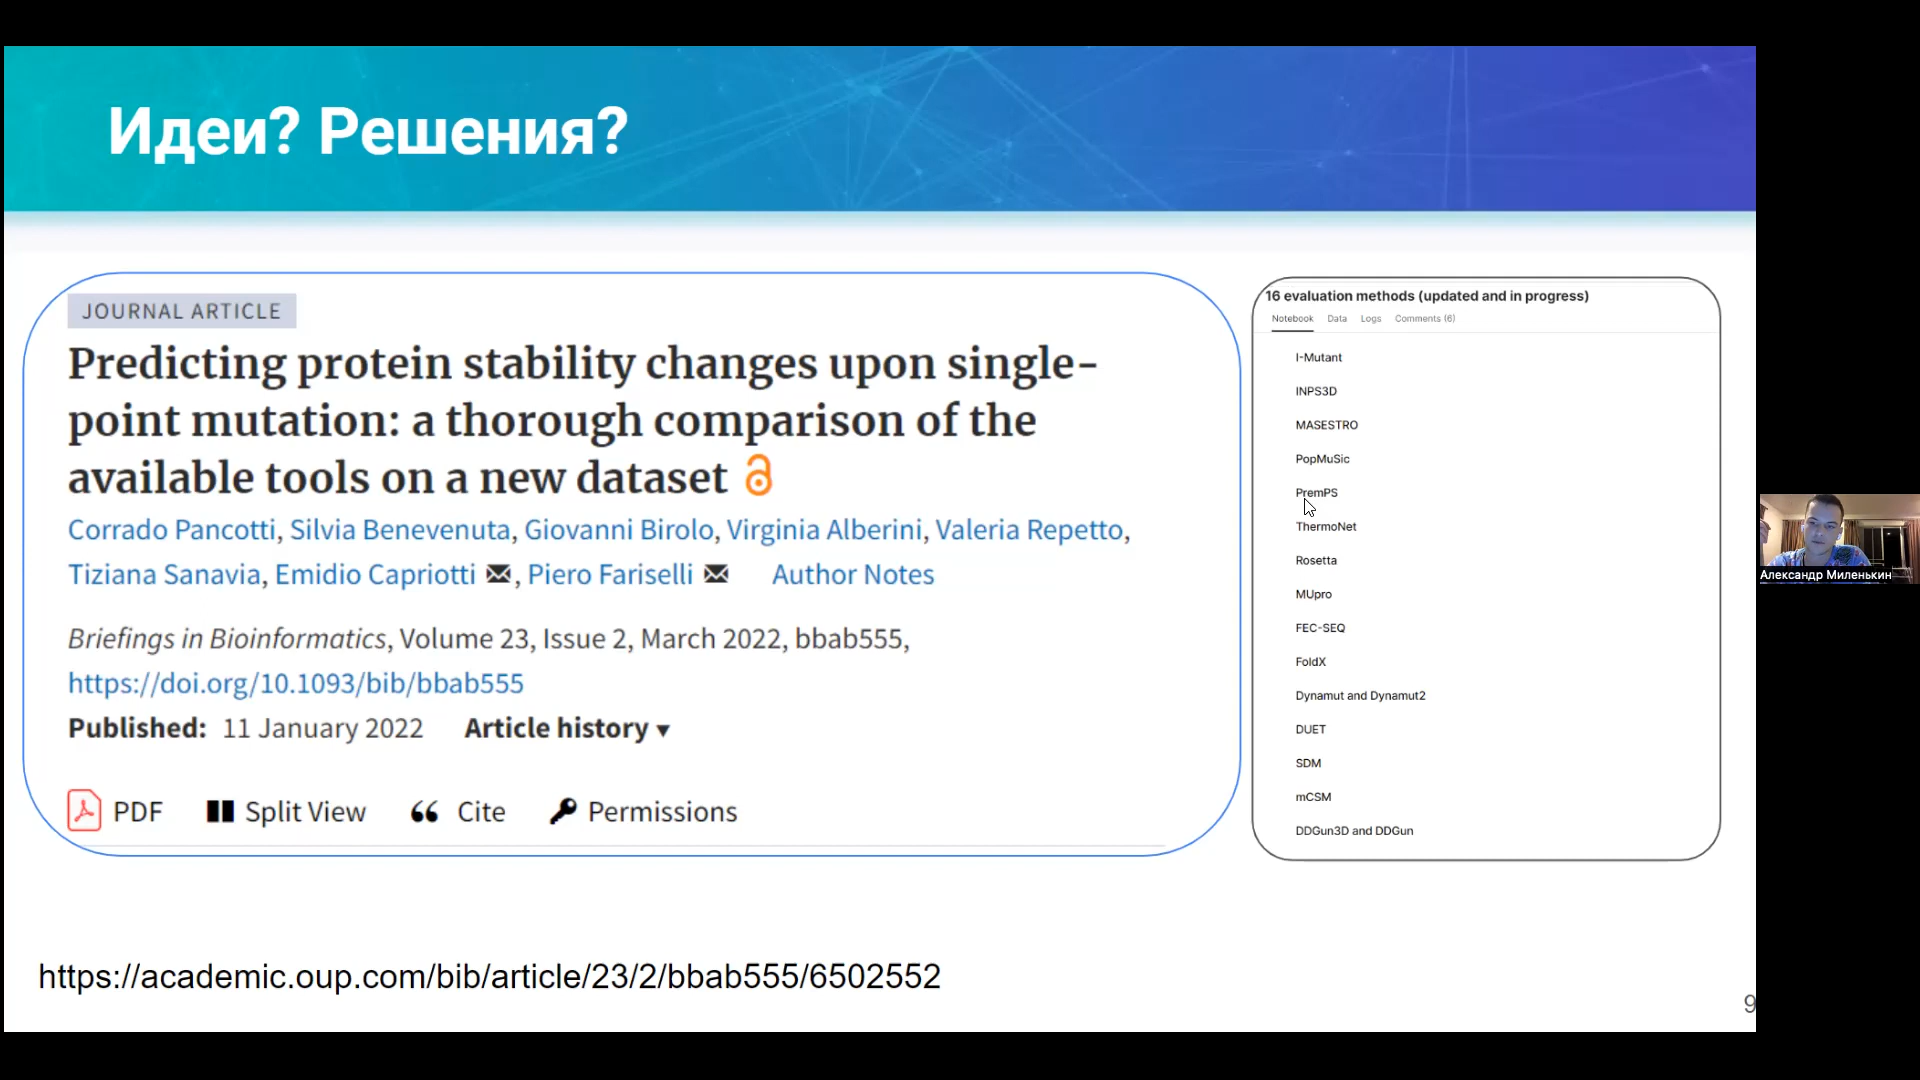 Идеи? Решения?
JOURNAL ARTICLE
Predicting protein stability changes upon single-
point mutation: a thorough comparison of the
available tools on a new dataset
Corrado Pancotti, Silvia Benevenuta, Giovanni Birolo, Virginia Alberini, Valeria Repetto,
Tiziana Sanavia, Emidio Capriotti, Piero Fariselli Author Notes
Briefings in Bioinformatics, Volume 23, Issue 2, March 2022, bbab555,
https://doi.org/10.1093/bib/bbab555
Published: 11 January 2022 Article history ▾
PDF Split View Cite Permissions
16 evaluation methods (updated and in progress)
Notebook Data Logs Comments (6)
I-Mutant
INPS3D
MASESTRO
PopMuSic
PremPS
ThermoNet
Rosetta
MUpro
FEC-SEQ
FoldX
Dynamut and Dynamut2
DUET
SDM
mCSM
DDGun3D and DDGun
https://academic.oup.com/bib/article/23/2/bbab555/6502552
9
Александр Миленькин